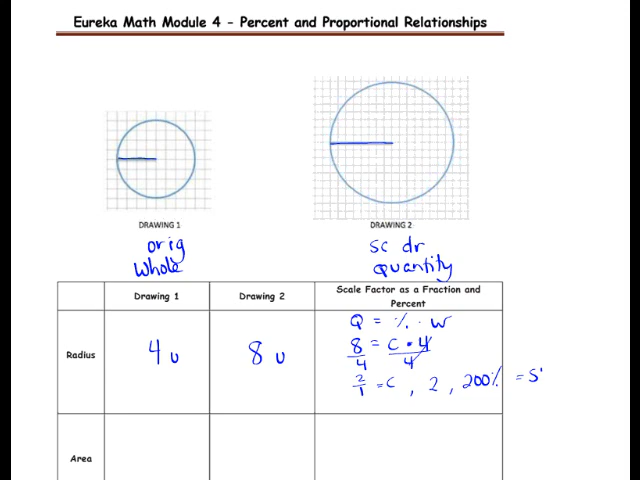 Eureka Math Module 4 - Percent and Proportional Relationships
DRAWING 1
DRAWING 2
orig
whole
sc dr
quantity
Drawing 1
Drawing 2
Scale Factor as a Fraction and Percent
Radius
4 u
8 u
Q = % · W
8/4 = C · 4/4
2/1 = C , 2 , 200% = S
Area